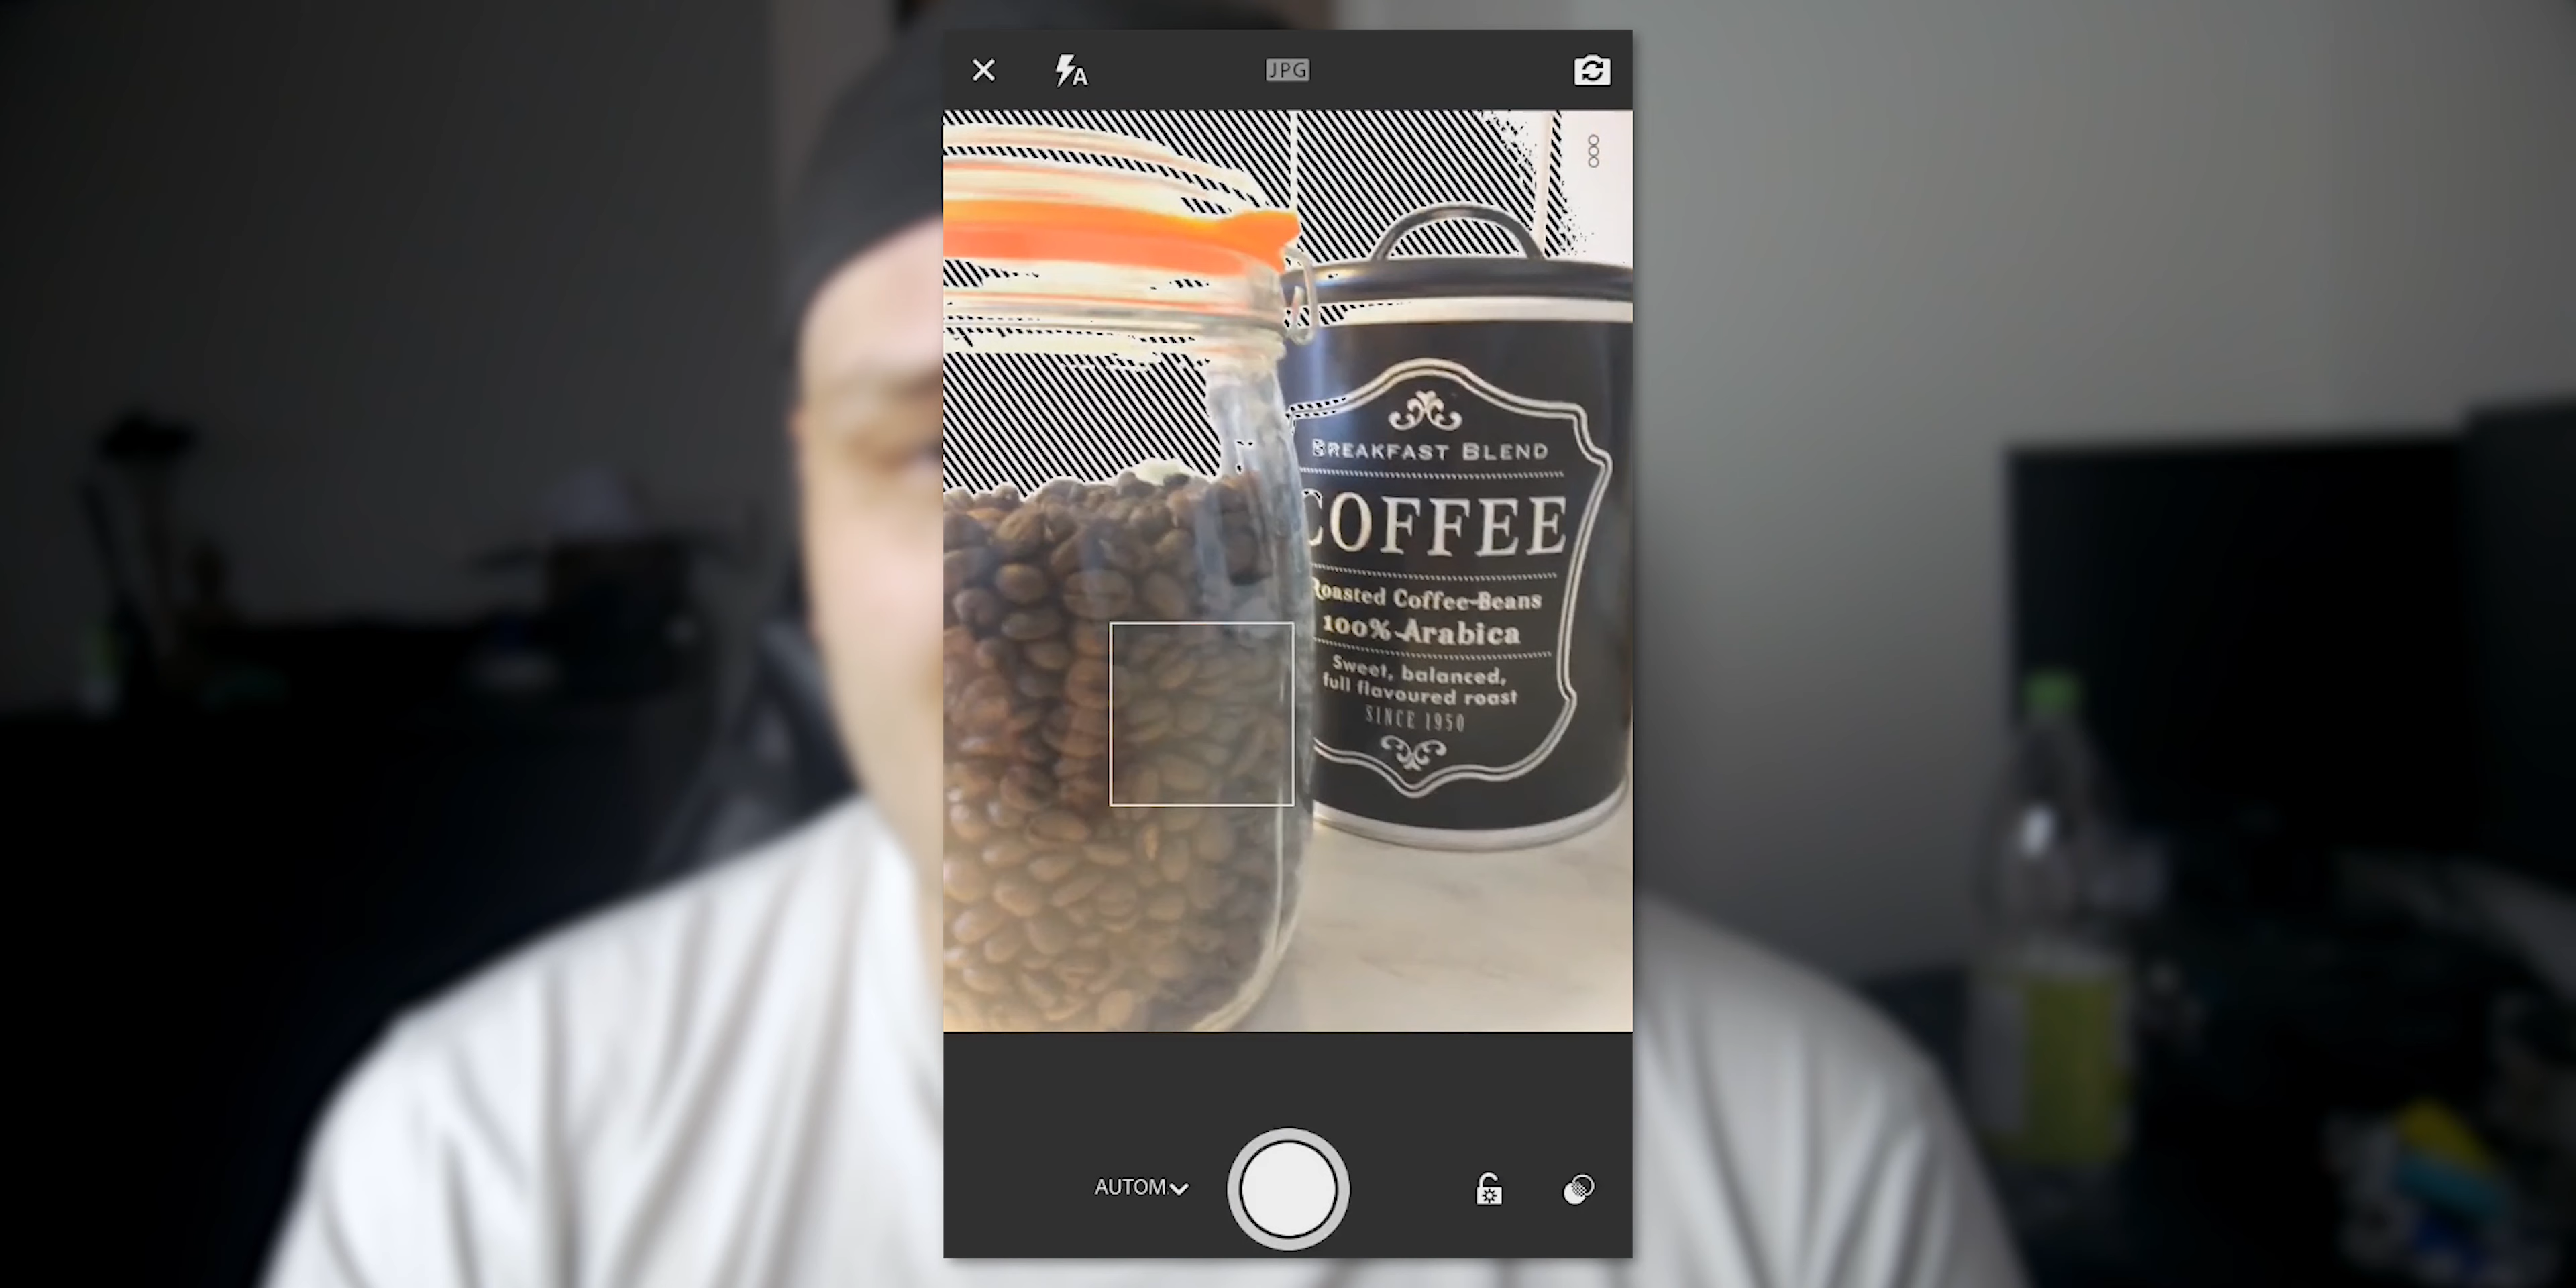 A
JPG
BREAKFAST BLEND
COFFEE
Roasted Coffee-Beans
100%-Arabica
Sweet, balanced,
full flavoured roast
SINCE 1950
AUTOM